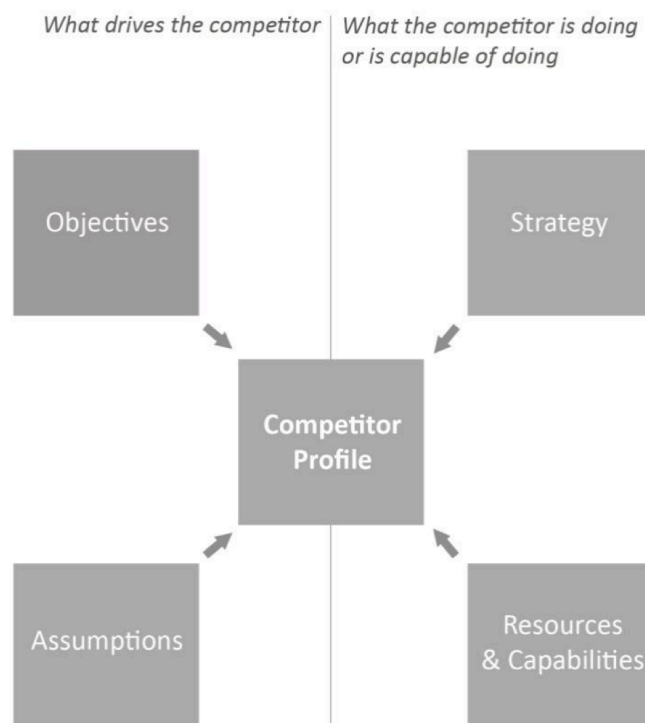 What drives the competitor
What the competitor is doing
or is capable of doing
Objectives
Strategy
Competitor
Profile
Assumptions
Resources
& Capabilities